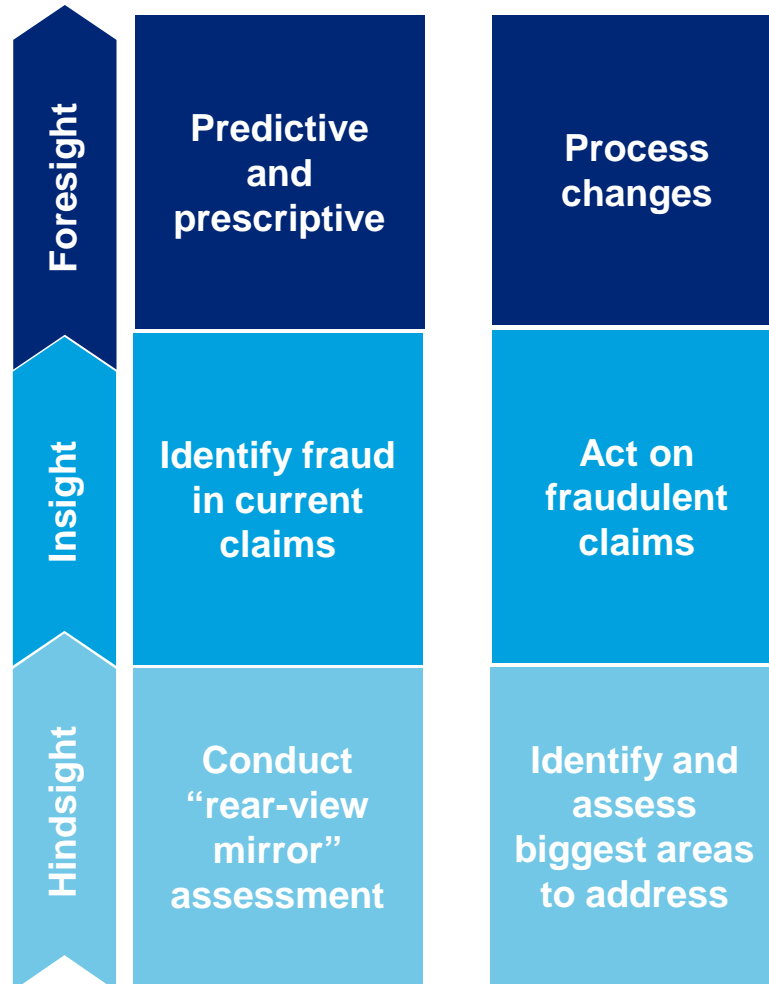 Foresight
Predictive
and
prescriptive
Process
changes
Insight
Identify fraud
in current
claims
Act on
fraudulent
claims
Hindsight
Conduct
“rear-view
mirror”
assessment
Identify and
assess
biggest areas
to address